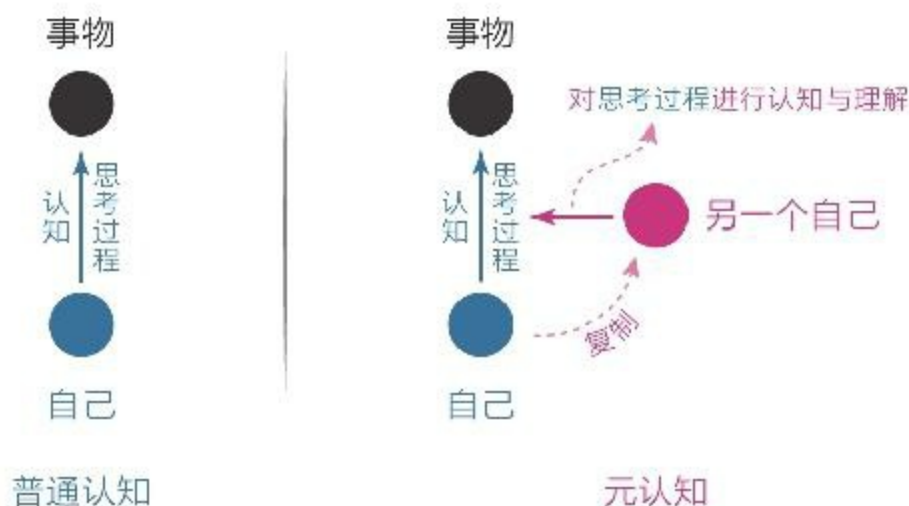 事物
认知
思考过程
自己
普通认知
事物
对思考过程进行认知与理解
认知
思考过程
另一个自己
复制
自己
元认知